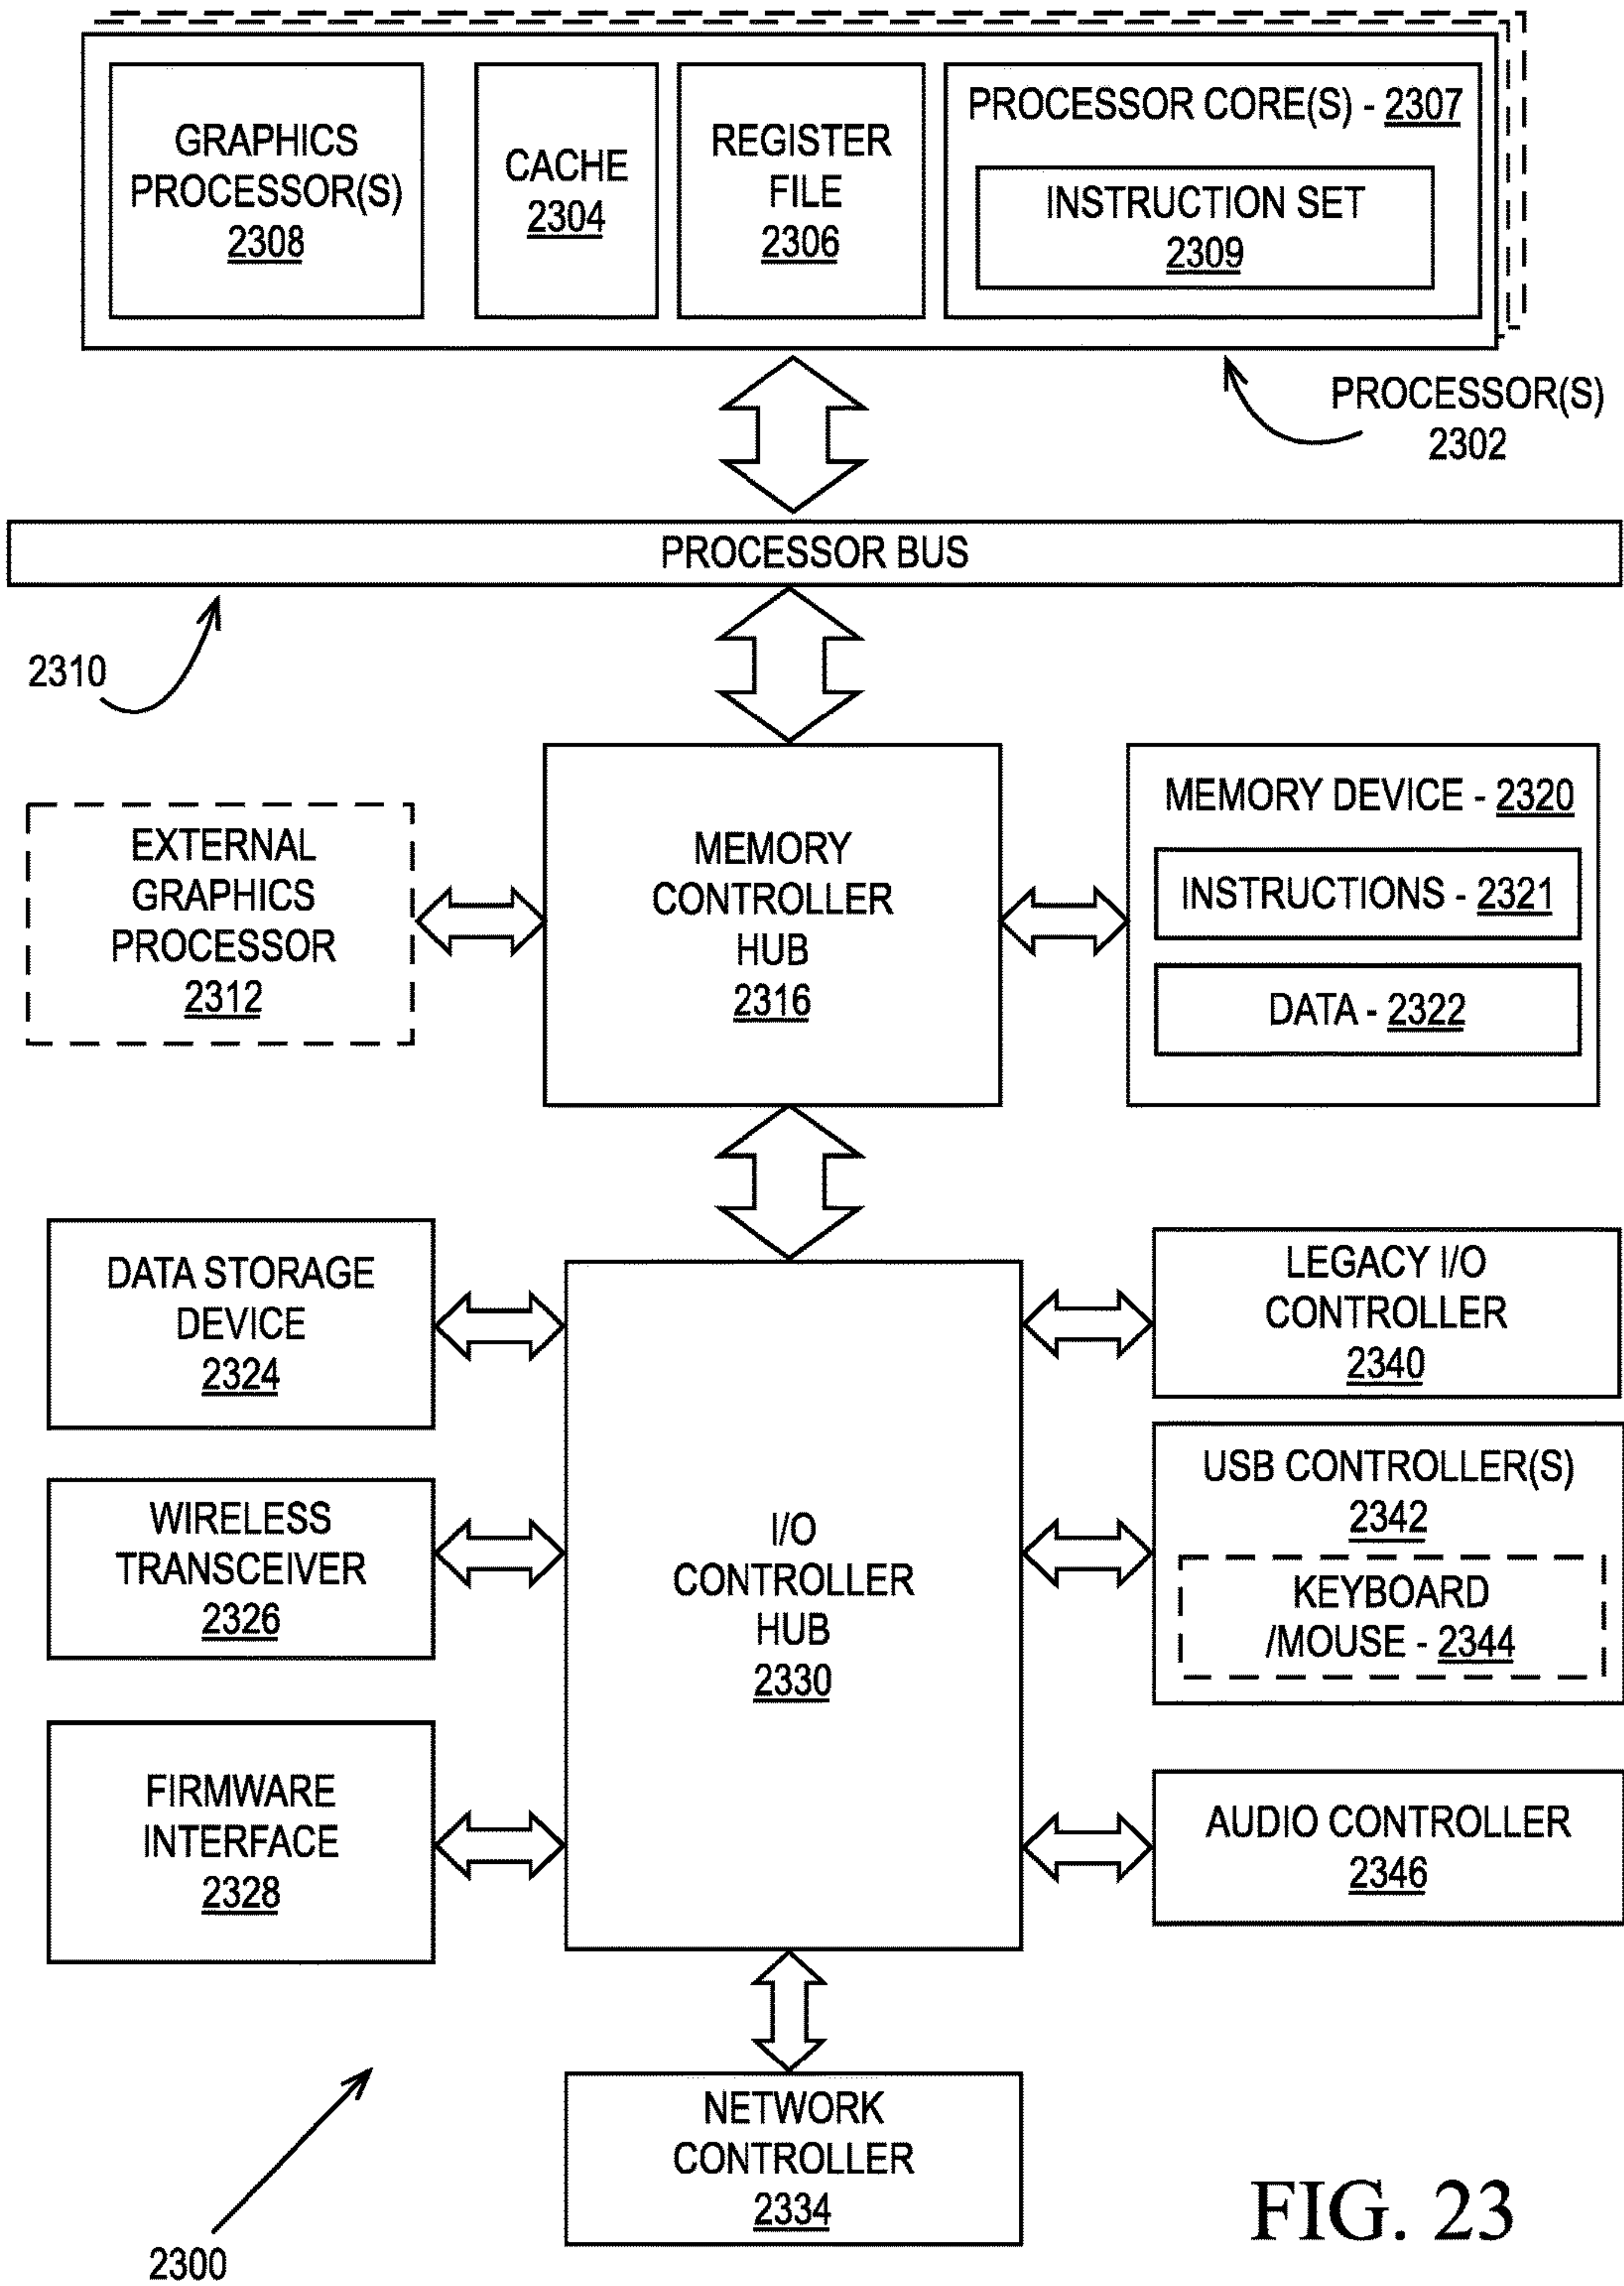 GRAPHICS
PROCESSOR(S)
2308
CACHE
2304
REGISTER
FILE
2306
PROCESSOR CORE(S) - 2307
INSTRUCTION SET
2309
PROCESSOR(S)
2302
PROCESSOR BUS
2310
EXTERNAL
GRAPHICS
PROCESSOR
2312
MEMORY
CONTROLLER
HUB
2316
MEMORY DEVICE - 2320
INSTRUCTIONS - 2321
DATA - 2322
DATA STORAGE
DEVICE
2324
WIRELESS
TRANSCEIVER
2326
FIRMWARE
INTERFACE
2328
I/O
CONTROLLER
HUB
2330
LEGACY I/O
CONTROLLER
2340
USB CONTROLLER(S)
2342
KEYBOARD
/MOUSE - 2344
AUDIO CONTROLLER
2346
NETWORK
CONTROLLER
2334
2300
FIG. 23